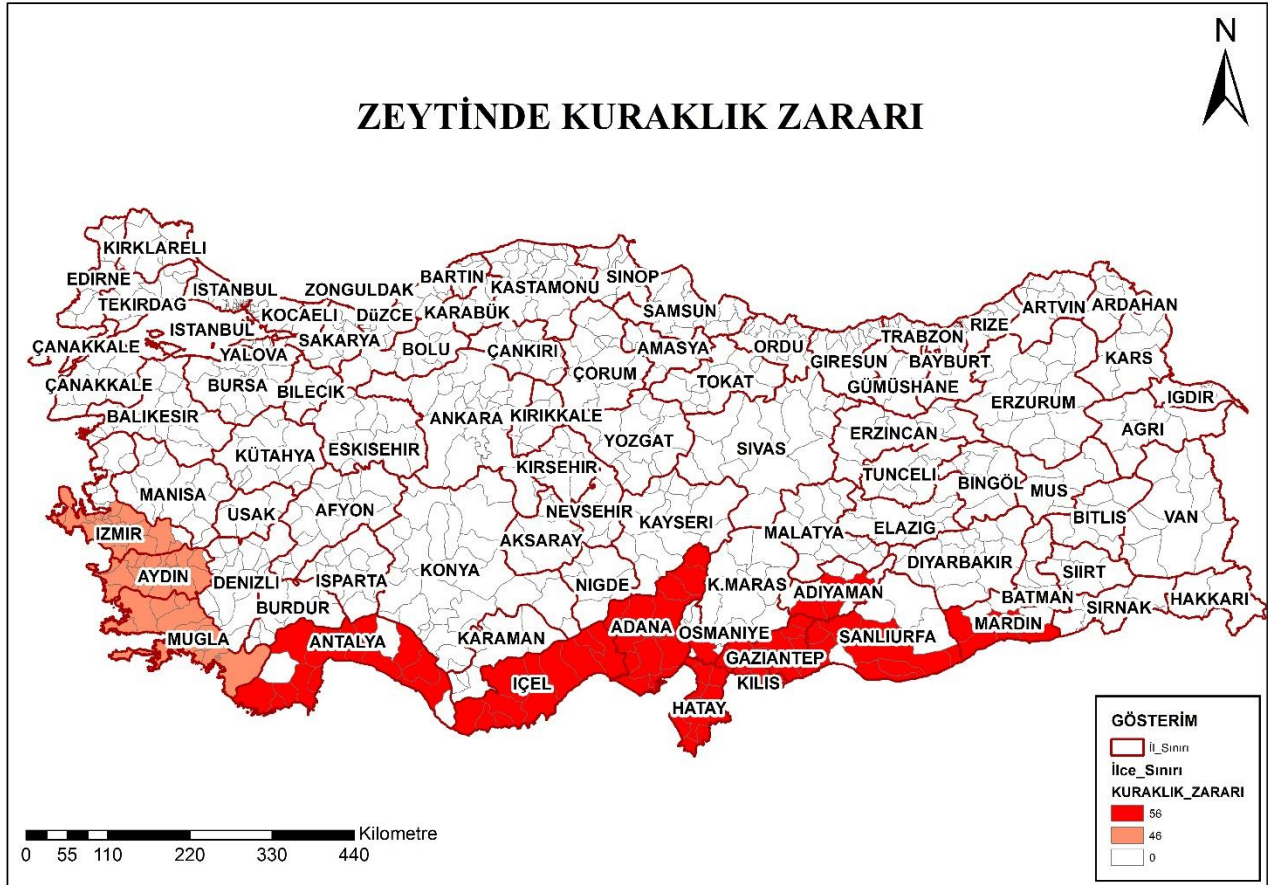 N
ZEYTİNDE KURAKLIK ZARARI
KIRKLARELI
EDIRNE
TEKIRDAG
ISTANBUL
ISTANBUL
KOCAELI
ZONGULDAK
DüZCE
BARTIN
KARABÜK
KASTAMONU
SINOP
SAMSUN
ÇANAKKALE
ÇANAKKALE
YALOVA
SAKARYA
BOLU
ÇANKIRI
AMASYA
ORDU
GIRESUN
TRABZON
RIZE
ARTVIN
ARDAHAN
BAYBURT
GÜMÜSHANE
KARS
BURSA
BILECIK
BALIKESIR
ÇORUM
TOKAT
ANKARA
KIRIKKALE
ERZURUM
IGDIR
AGRI
ESKISEHIR
KÜTAHYA
YOZGAT
SIVAS
ERZINCAN
TUNCELI
KIRSEHIR
MANISA
USAK
AFYON
NEVSEHIR
KAYSERI
MALATYA
ELAZIG
BINGÖL
MUS
BITLIS
VAN
IZMIR
AKSARAY
AYDIN
DENIZLI
ISPARTA
KONYA
NIGDE
K.MARAS
ADIYAMAN
DIYARBAKIR
SIIRT
BATMAN
SIRNAK
HAKKARI
BURDUR
MUGLA
ANTALYA
KARAMAN
ADANA
OSMANIYE
SANLIURFA
MARDIN
GAZIANTEP
IÇEL
KILIS
HATAY
GÖSTERİM
İl_Sınırı
İlce_Sınırı
KURAKLIK_ZARARI
56
46
0
Kilometre
0 55 110 220 330 440